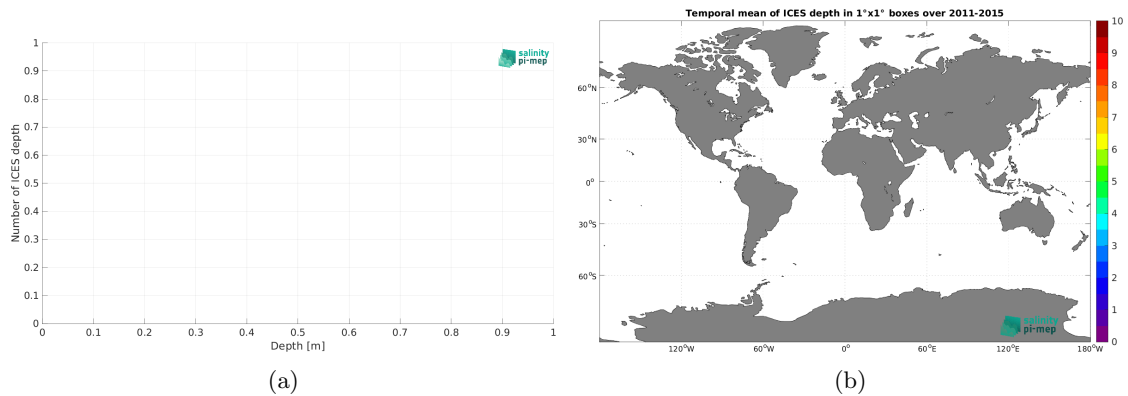 Temporal mean of ICES depth in 1°x1° boxes over 2011-2015
1
0.9
0.8
0.7
0.6
0.5
0.4
0.3
0.2
0.1
0
Number of ICES depth
salinity
pi-mep
0 0.1 0.2 0.3 0.4 0.5 0.6 0.7 0.8 0.9 1
Depth [m]
(a)
60°N
30°N
0°
30°S
60°S
120°W 60°W 0° 60°E 120°E 180°W
salinity
pi-mep
10
9
8
7
6
5
4
3
2
1
0
(b)